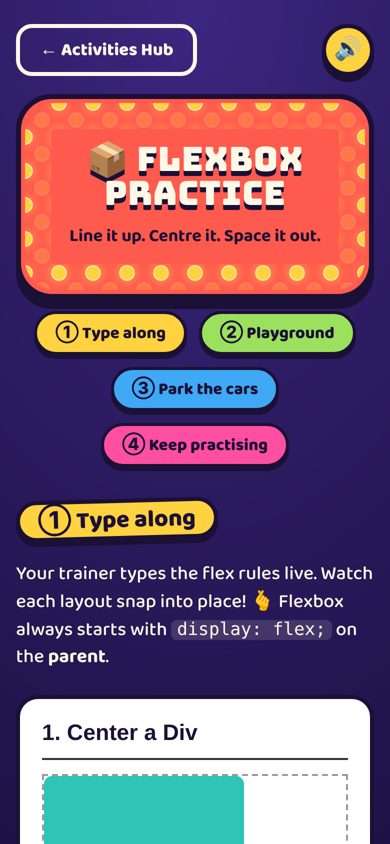 ← Activities Hub
FLEXBOX
PRACTICE
Line it up. Centre it. Space it out.
① Type along
② Playground
③ Park the cars
④ Keep practising
① Type along
Your trainer types the flex rules live. Watch
each layout snap into place! 🫰 Flexbox
always starts with display: flex; on
the parent.
1. Center a Div